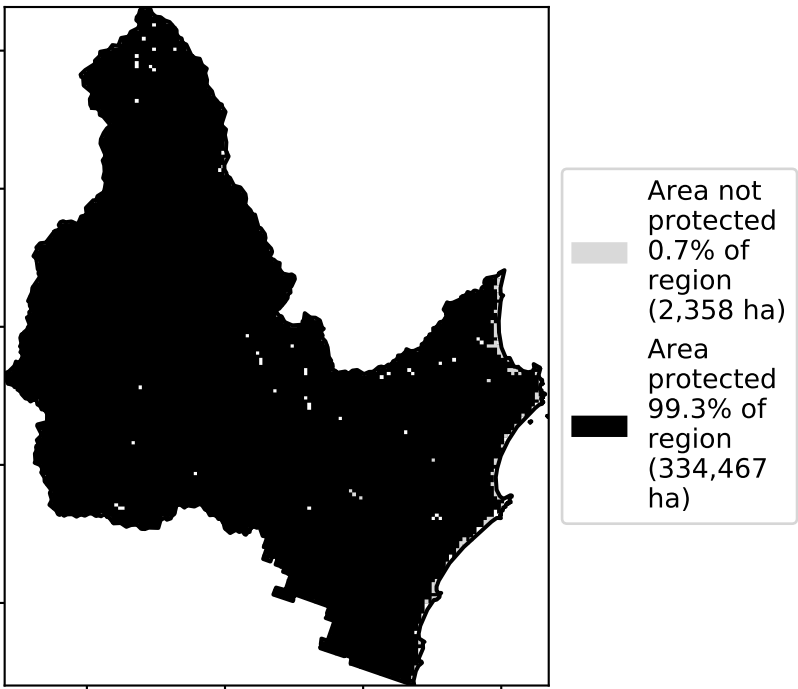 Area not
protected
0.7% of
region
(2,358 ha)
Area
protected
99.3% of
region
(334,467
ha)